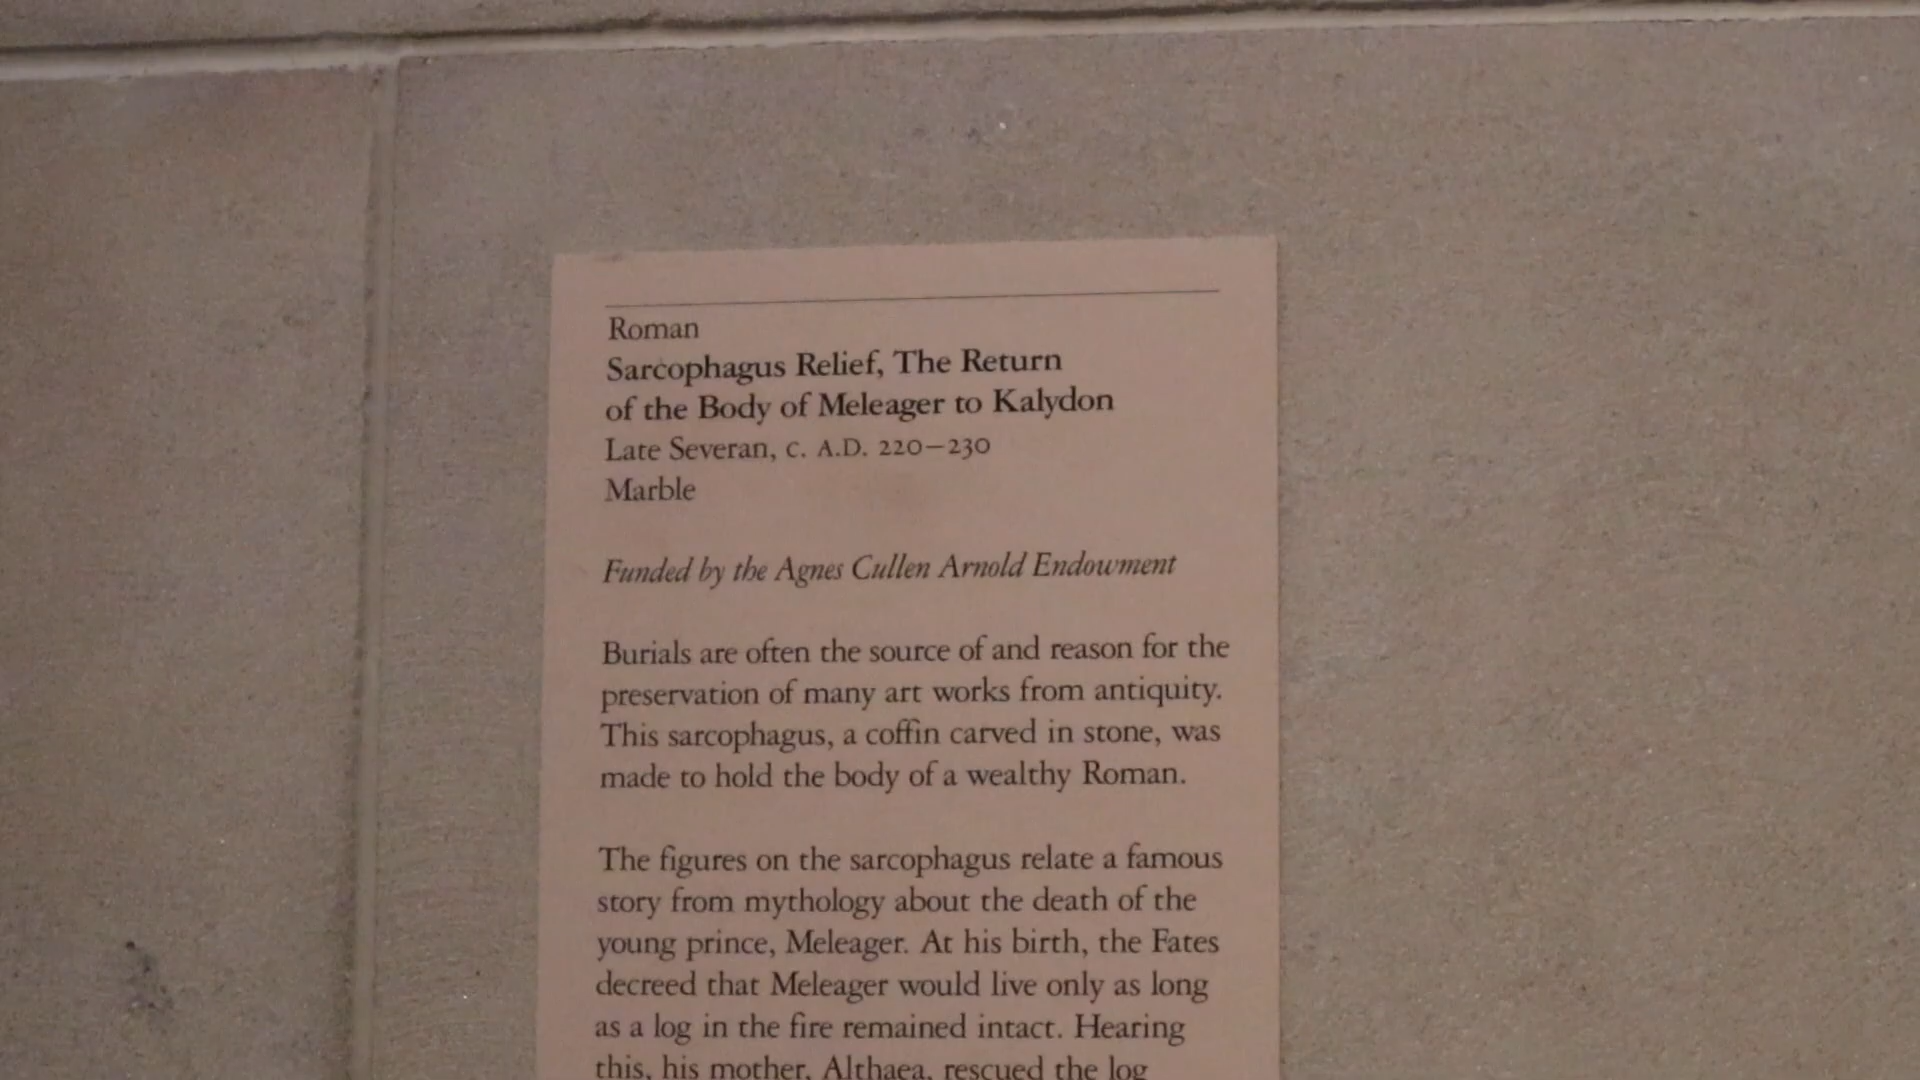 Roman
Sarcophagus Relief, The Return
of the Body of Meleager to Kalydon
Late Severan, c. A.D. 220–230
Marble
Funded by the Agnes Cullen Arnold Endowment
Burials are often the source of and reason for the
preservation of many art works from antiquity.
This sarcophagus, a coffin carved in stone, was
made to hold the body of a wealthy Roman.
The figures on the sarcophagus relate a famous
story from mythology about the death of the
young prince, Meleager. At his birth, the Fates
decreed that Meleager would live only as long
as a log in the fire remained intact. Hearing
this, his mother, Althaea, rescued the log